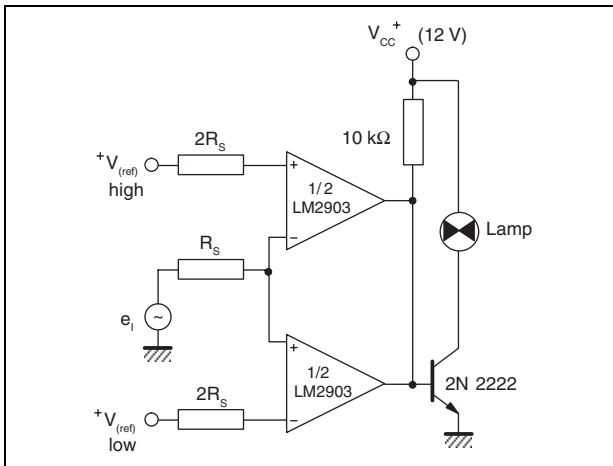 VCC+ (12 V)
2RS
10 kΩ
+V(ref)
high
+
1/2
LM2903
−
Lamp
RS
eI
~
+
1/2
LM2903
−
2N 2222
2RS
+V(ref)
low